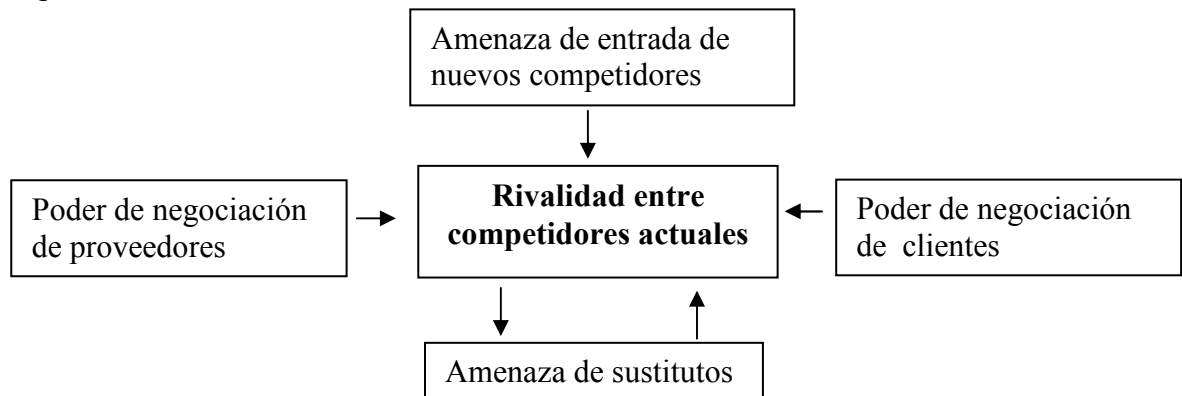 Amenaza de entrada de
nuevos competidores
Poder de negociación
de proveedores
Rivalidad entre
competidores actuales
Poder de negociación
de clientes
Amenaza de sustitutos